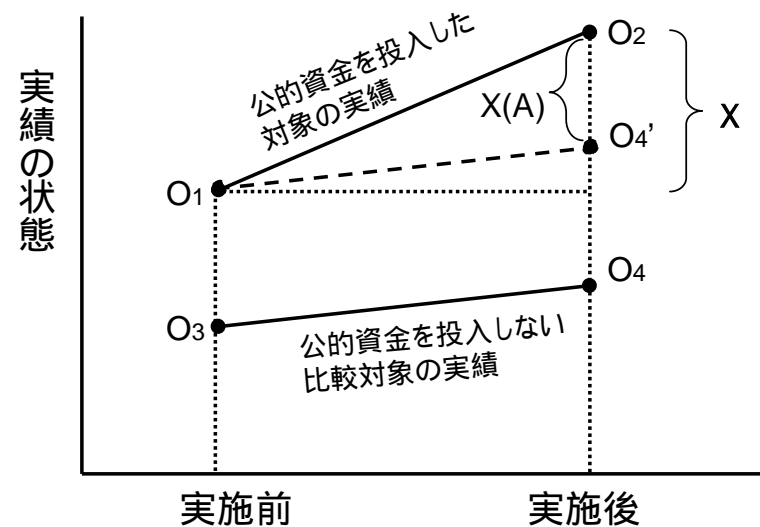 実績の状態
公的資金を投入した
対象の実績
O2
X(A)
X
O4’
O1
O4
O3
公的資金を投入しない
比較対象の実績
実施前
実施後